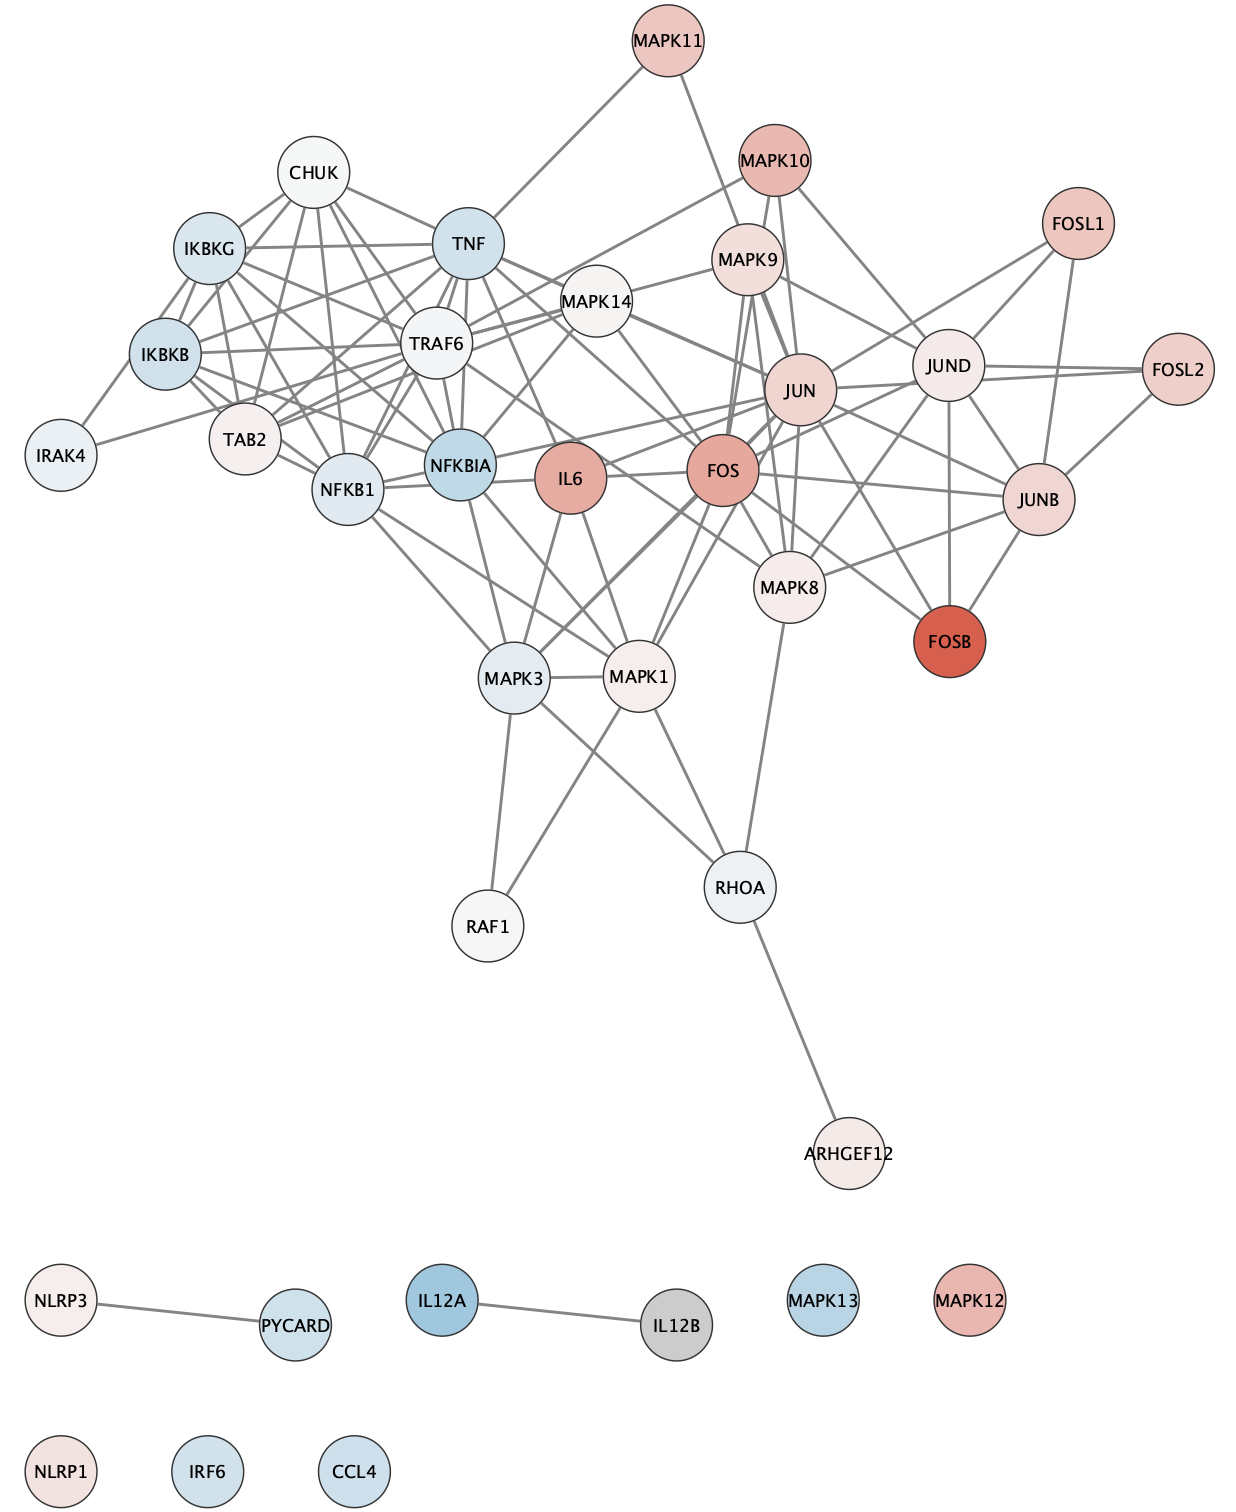 MAPK11
MAPK10
CHUK
FOSL1
IKBKG
TNF
MAPK9
MAPK14
TRAF6
IKBKB
JUND
FOSL2
JUN
TAB2
IRAK4
NFKBIA
FOS
IL6
NFKB1
JUNB
MAPK8
FOSB
MAPK3
MAPK1
RHOA
RAF1
ARHGEF12
NLRP3
IL12A
MAPK13
MAPK12
PYCARD
IL12B
NLRP1
IRF6
CCL4